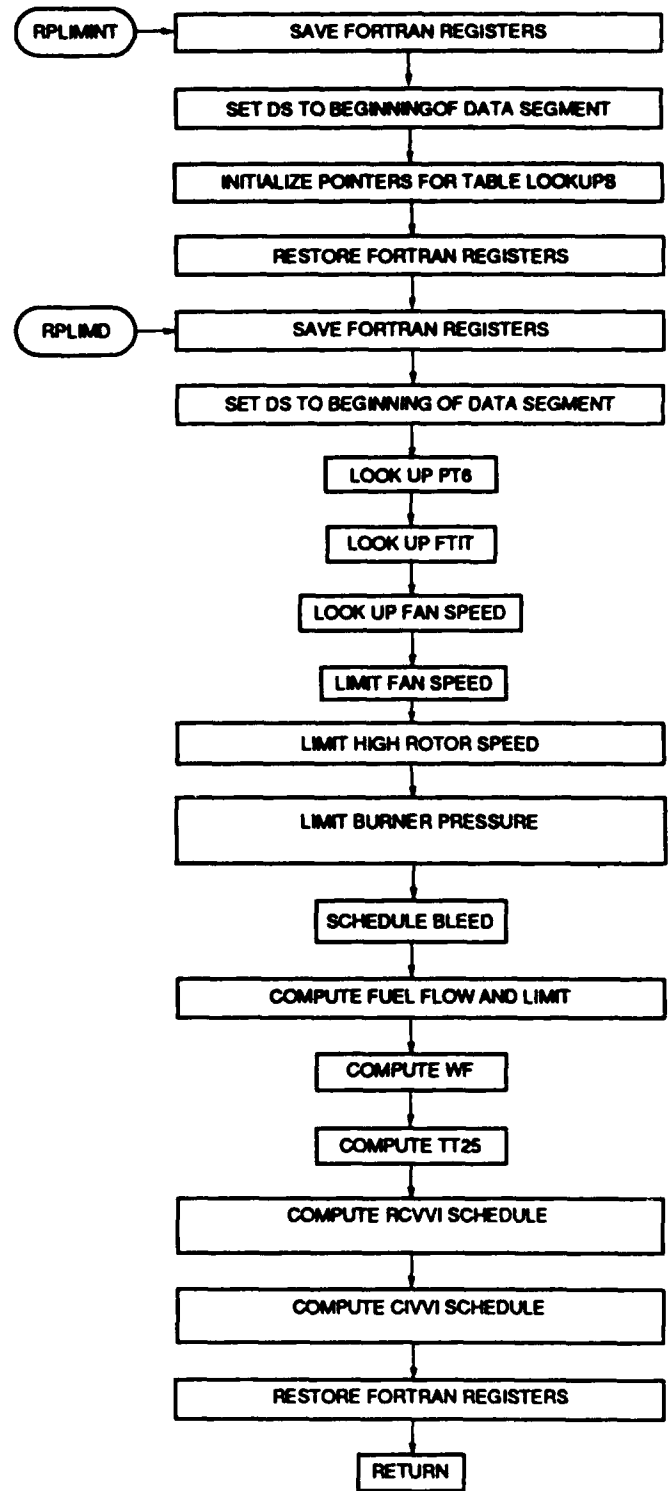 RPLIMINT
SAVE FORTRAN REGISTERS
SET DS TO BEGINNINGOF DATA SEGMENT
INITIALIZE POINTERS FOR TABLE LOOKUPS
RESTORE FORTRAN REGISTERS
RPLIMD
SAVE FORTRAN REGISTERS
SET DS TO BEGINNING OF DATA SEGMENT
LOOK UP PT6
LOOK UP FTIT
LOOK UP FAN SPEED
LIMIT FAN SPEED
LIMIT HIGH ROTOR SPEED
LIMIT BURNER PRESSURE
SCHEDULE BLEED
COMPUTE FUEL FLOW AND LIMIT
COMPUTE WF
COMPUTE TT25
COMPUTE RCVVI SCHEDULE
COMPUTE CIVVI SCHEDULE
RESTORE FORTRAN REGISTERS
RETURN